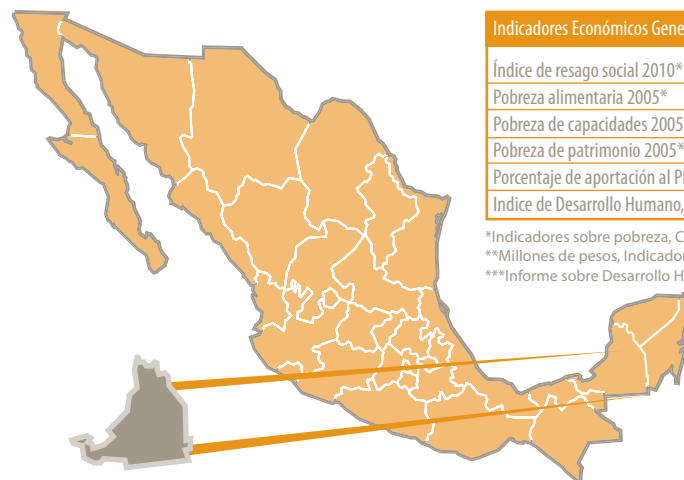 Indicadores Económicos Gene
Índice de resago social 2010*
Pobreza alimentaria 2005*
Pobreza de capacidades 2005
Pobreza de patrimonio 2005*
Porcentaje de aportación al P
Indice de Desarrollo Humano,
*Indicadores sobre pobreza, C
**Millones de pesos, Indicador
***Informe sobre Desarrollo H